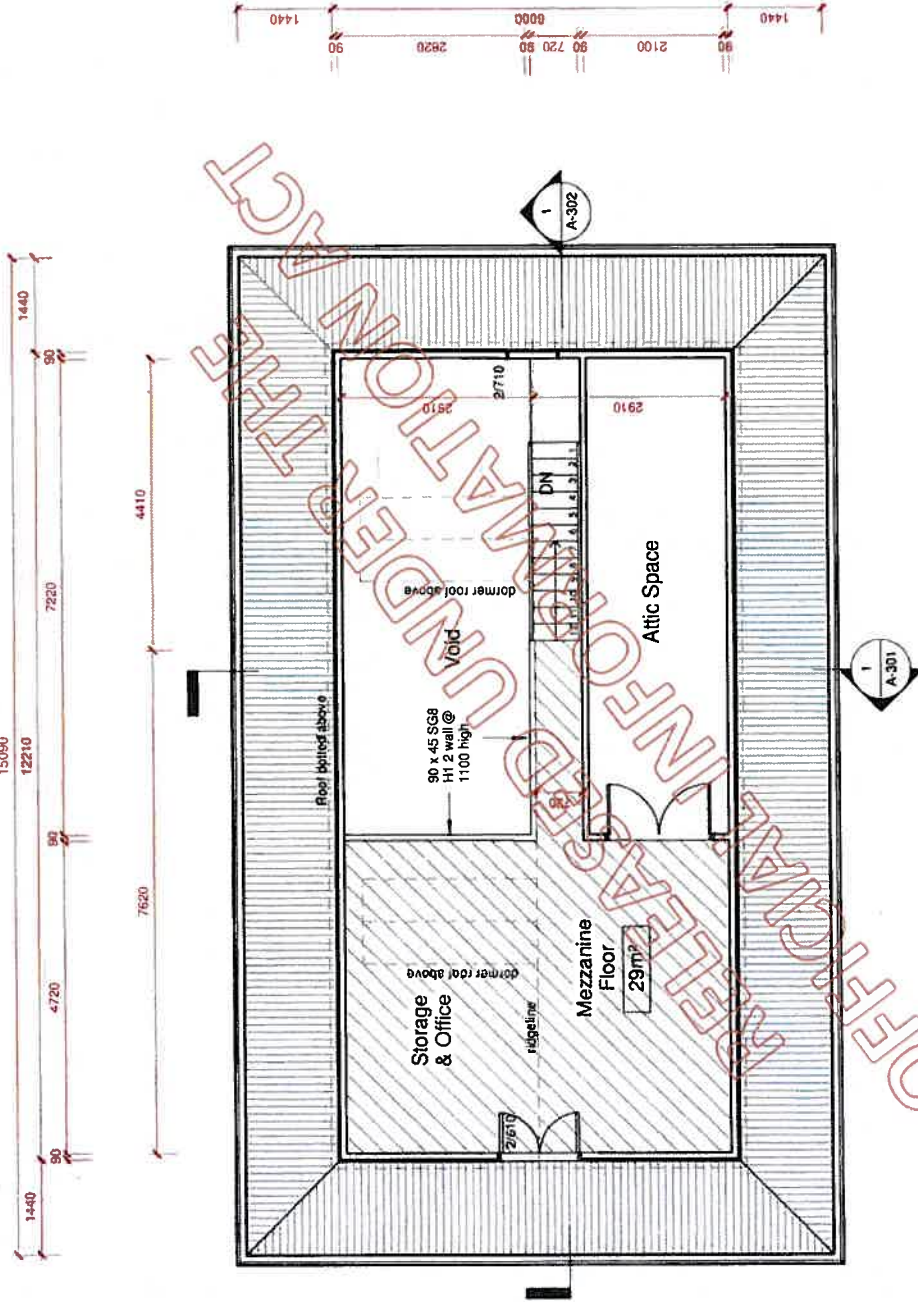 15090
1440
12210
1440
90
4720
90
7220
90
7620
4410
1440
6000
1440
90
2820
90
720
90
2100
90
Roof dotted above
Storage
& Office
dormer roof above
ridgeline
2/610
Mezzanine
Floor
29m²
90 x 45 SG8
H1.2 wall @
1100 high
Void
dormer roof above
DN
2910
2/710
2910
Attic Space
1
A-302
1
A-301
RELEASED UNDER THE
OFFICIAL INFORMATION ACT